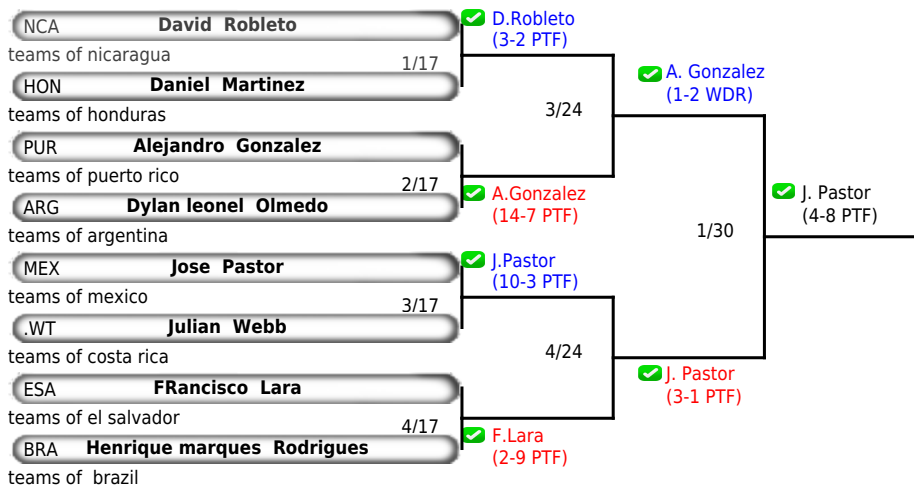 NCA David Robleto
teams of nicaragua
1/17
HON Daniel Martinez
teams of honduras
PUR Alejandro Gonzalez
teams of puerto rico
2/17
ARG Dylan leonel Olmedo
teams of argentina
MEX Jose Pastor
teams of mexico
3/17
.WT Julian Webb
teams of costa rica
ESA FRancisco Lara
teams of el salvador
4/17
BRA Henrique marques Rodrigues
teams of brazil
D.Robleto
(3-2 PTF)
3/24
A.Gonzalez
(14-7 PTF)
J.Pastor
(10-3 PTF)
4/24
F.Lara
(2-9 PTF)
A. Gonzalez
(1-2 WDR)
1/30
J. Pastor
(3-1 PTF)
J. Pastor
(4-8 PTF)